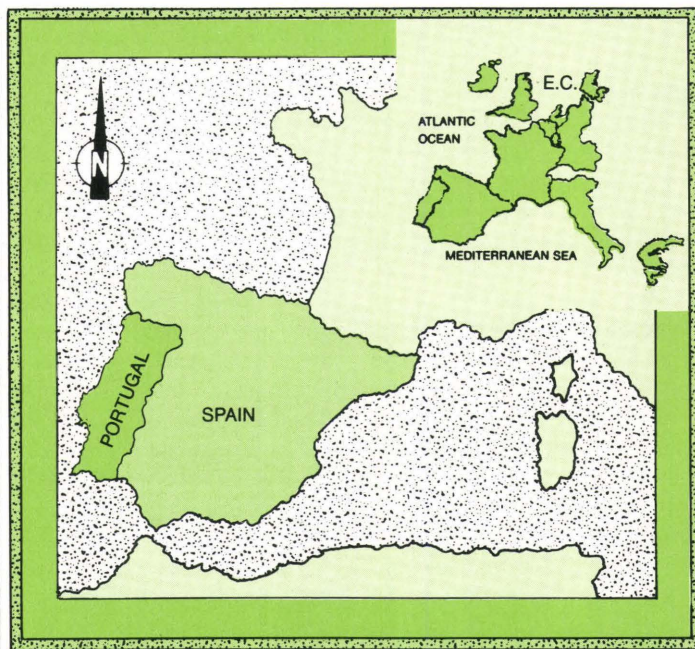 N
E.C.
ATLANTIC
OCEAN
MEDITERRANEAN SEA
PORTUGAL
SPAIN